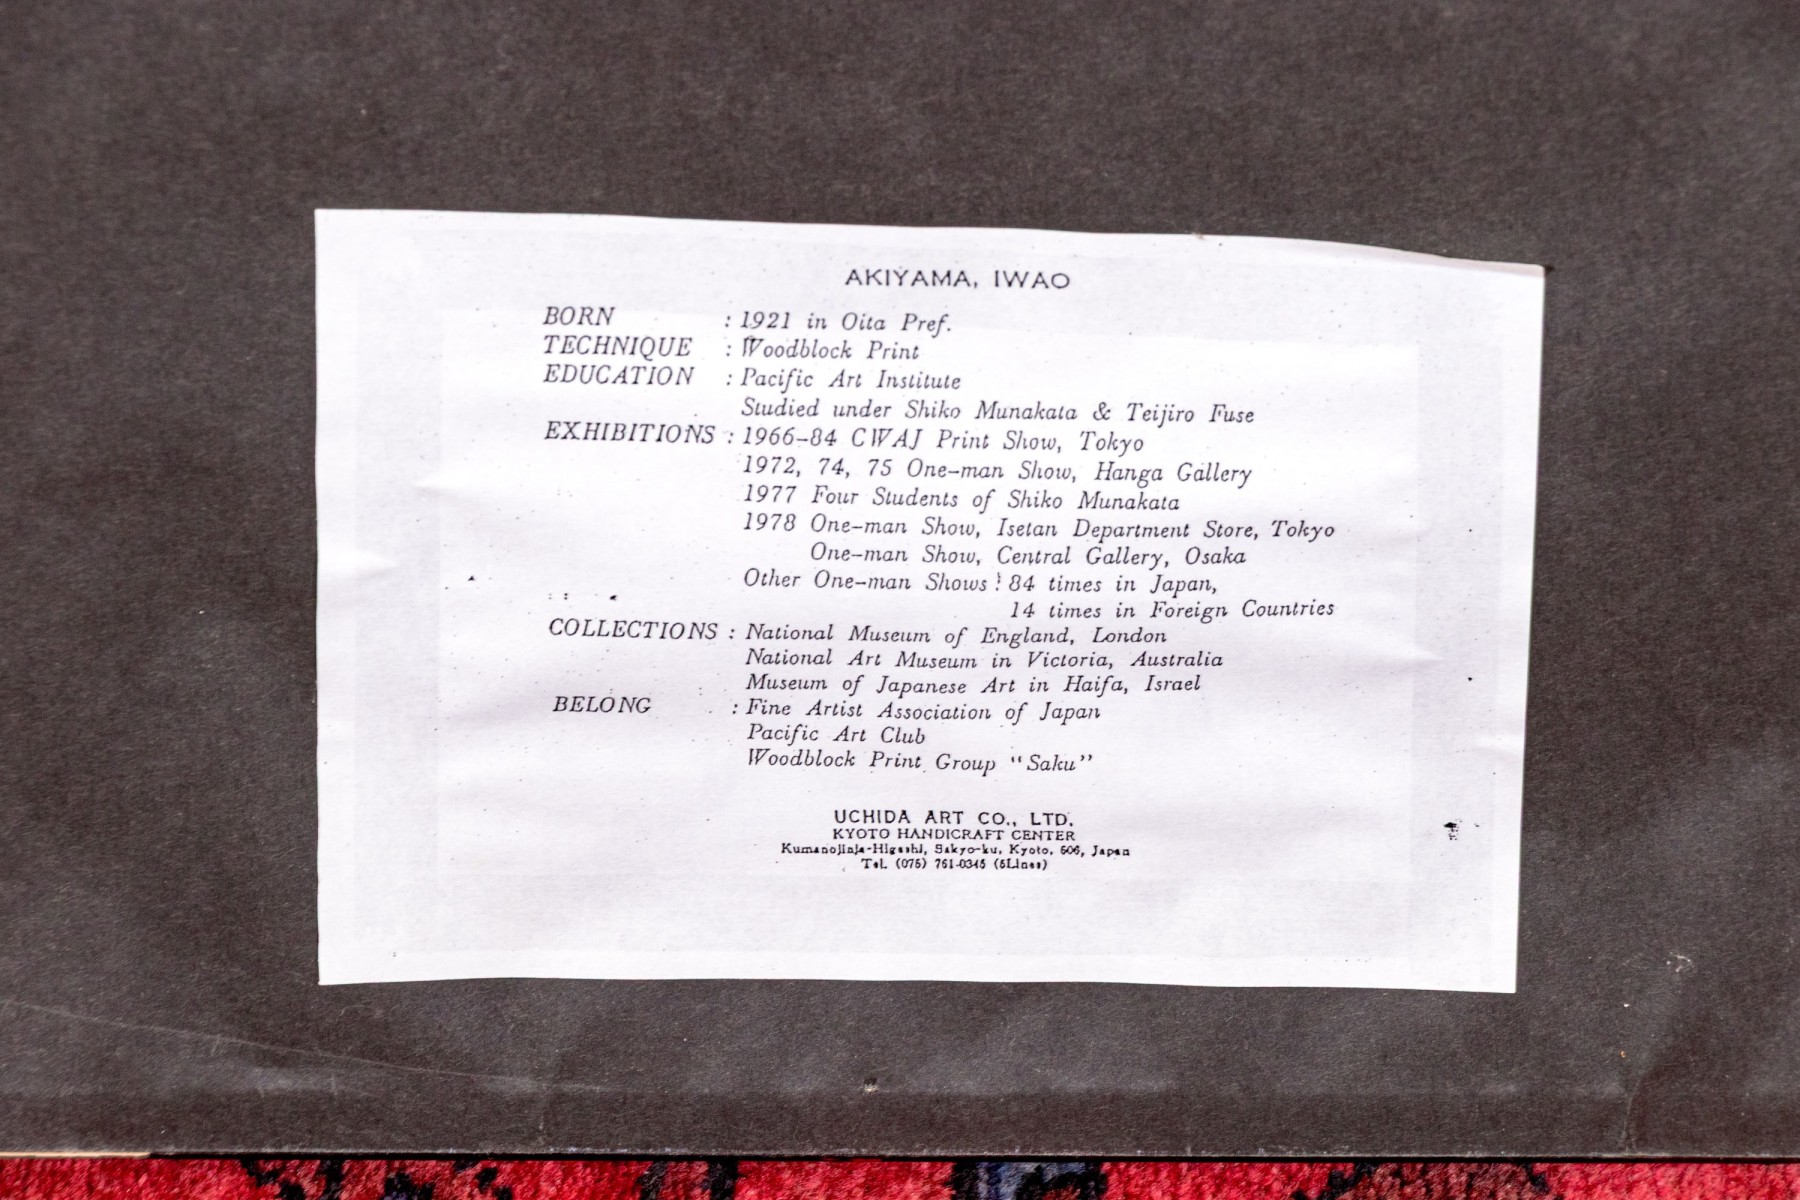 AKIYAMA, IWAO
BORN : 1921 in Oita Pref.
TECHNIQUE : Woodblock Print
EDUCATION : Pacific Art Institute
Studied under Shiko Munakata & Teijiro Fuse
EXHIBITIONS : 1966-84 CWAJ Print Show, Tokyo
1972, 74, 75 One-man Show, Hanga Gallery
1977 Four Students of Shiko Munakata
1978 One-man Show, Isetan Department Store, Tokyo
One-man Show, Central Gallery, Osaka
Other One-man Shows : 84 times in Japan,
14 times in Foreign Countries
COLLECTIONS : National Museum of England, London
National Art Museum in Victoria, Australia
Museum of Japanese Art in Haifa, Israel
BELONG : Fine Artist Association of Japan
Pacific Art Club
Woodblock Print Group "Saku"
UCHIDA ART CO., LTD.
KYOTO HANDICRAFT CENTER
Kumanojinja-Higashi, Sakyo-ku, Kyoto, 606, Japan
Tel. (075) 761-0345 (5Lines)